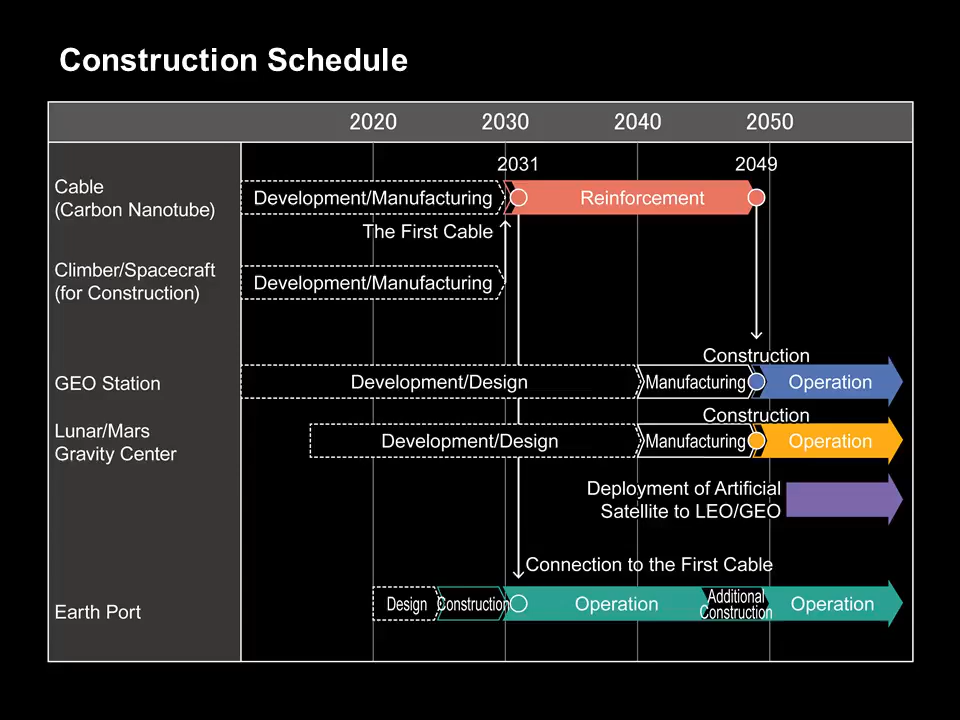 Construction Schedule
2020 2030 2040 2050
2031 2049
Cable
(Carbon Nanotube)
Development/Manufacturing
Reinforcement
The First Cable
Climber/Spacecraft
(for Construction)
Development/Manufacturing
Construction
GEO Station
Development/Design
Manufacturing
Operation
Construction
Lunar/Mars
Gravity Center
Development/Design
Manufacturing
Operation
Deployment of Artificial
Satellite to LEO/GEO
Connection to the First Cable
Earth Port
Design
Construction
Operation
Additional
Construction
Operation